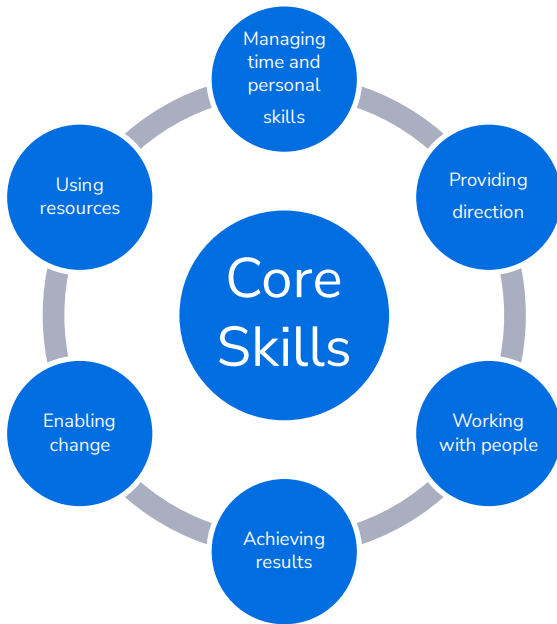 Managing
time and
personal
skills
Providing
direction
Working
with people
Achieving
results
Enabling
change
Using
resources
Core
Skills